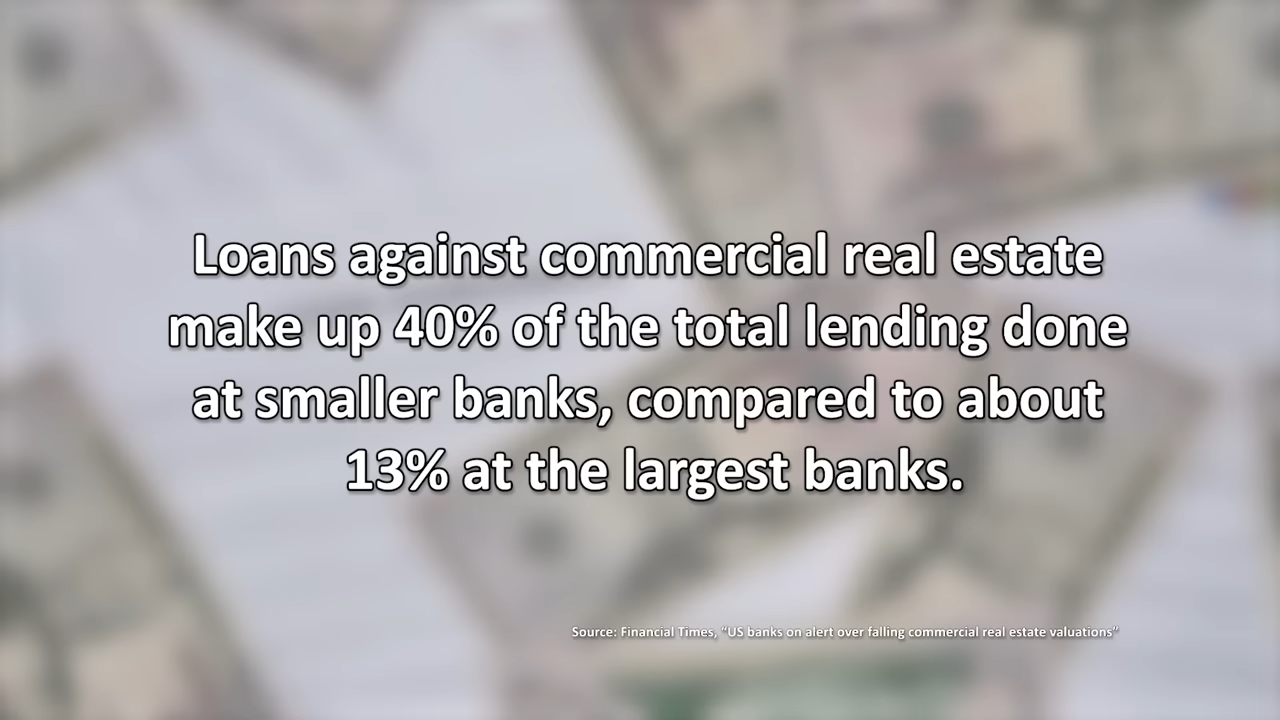 Loans against commercial real estate
make up 40% of the total lending done
at smaller banks, compared to about
13% at the largest banks.
Source: Financial Times, “US banks on alert over falling commercial real estate valuations”